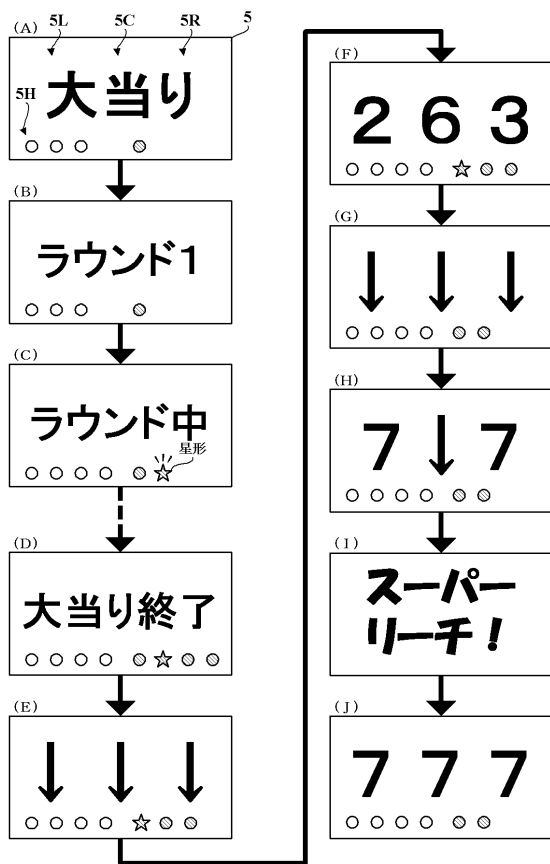 (A)
5L
5C
5R
5
5H
大当り
(B)
ラウンド1
(C)
ラウンド中
星形
(D)
大当り終了
(E)
(F)
2 6 3
(G)
(H)
7 7
(I)
スーパー
リーチ!
(J)
7 7 7